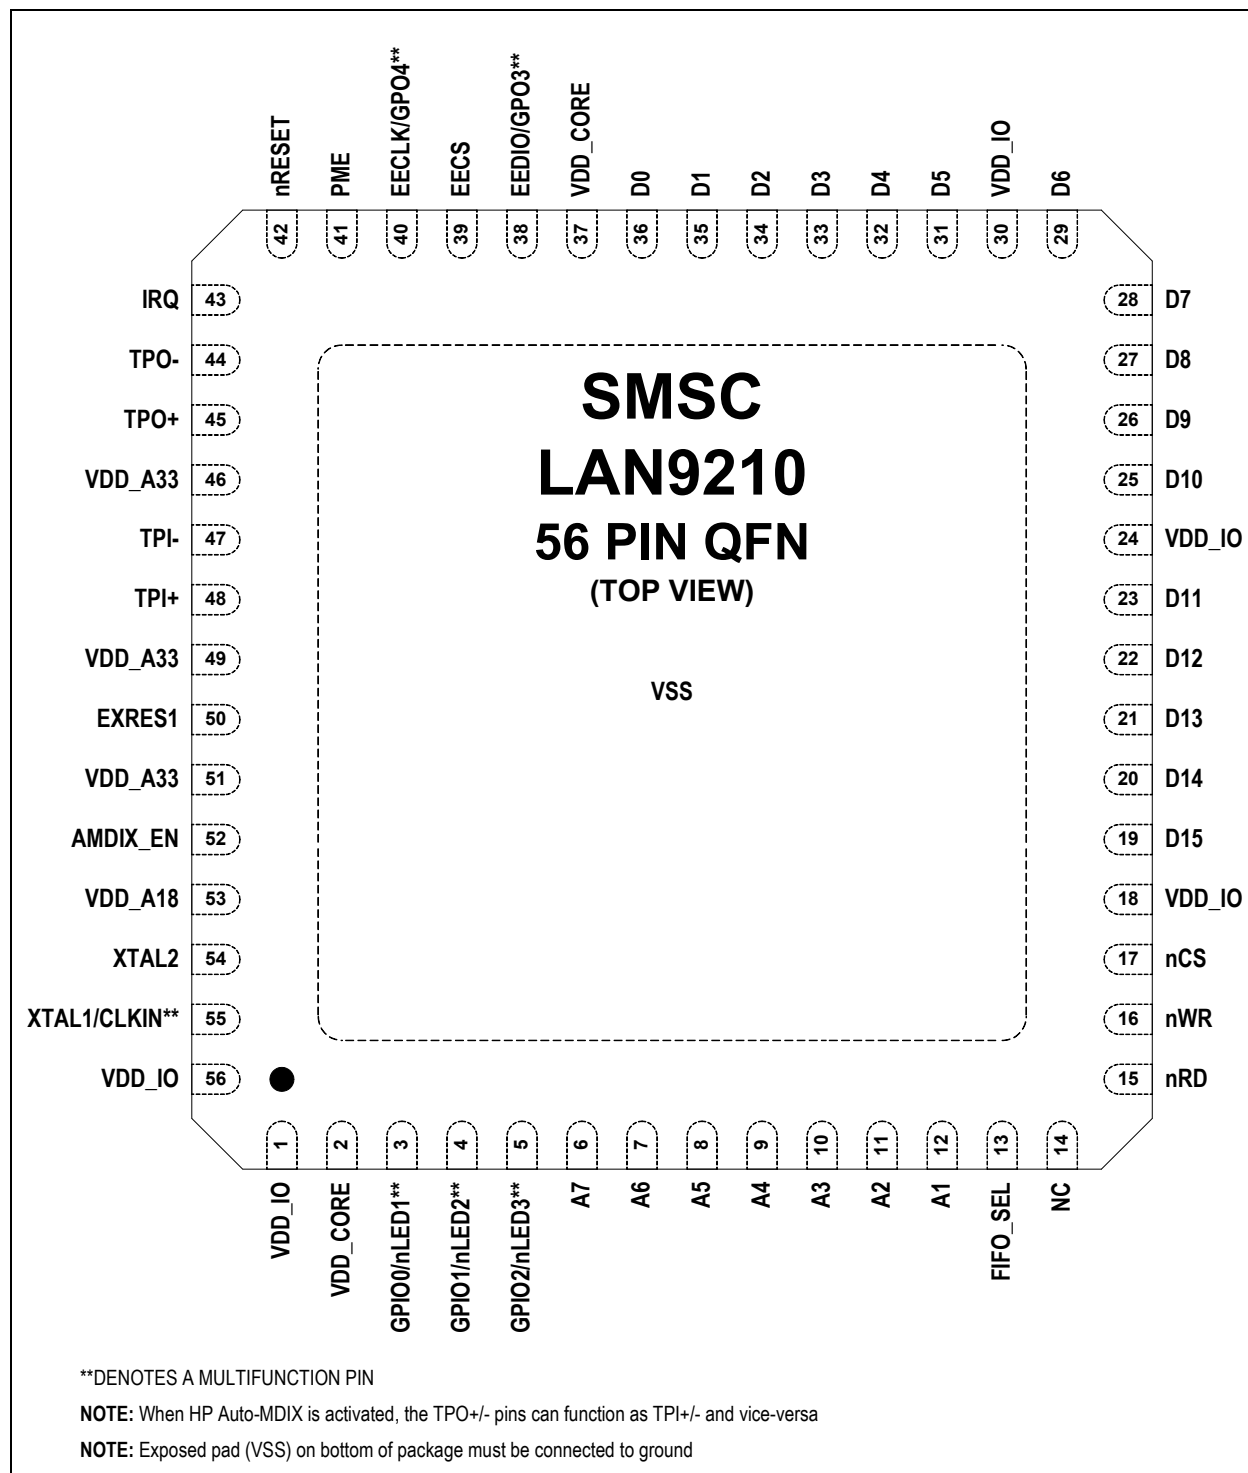 nRESET
PME
EECLK/GPO4**
EECS
EEDIO/GPO3**
VDD_CORE
D0
D1
D2
D3
D4
D5
VDD_IO
D6
42
41
40
39
38
37
36
35
34
33
32
31
30
29
IRQ 43
TPO- 44
TPO+ 45
VDD_A33 46
TPI- 47
TPI+ 48
VDD_A33 49
EXRES1 50
VDD_A33 51
AMDIX_EN 52
VDD_A18 53
XTAL2 54
XTAL1/CLKIN** 55
VDD_IO 56
SMSC
LAN9210
56 PIN QFN
(TOP VIEW)
VSS
28 D7
27 D8
26 D9
25 D10
24 VDD_IO
23 D11
22 D12
21 D13
20 D14
19 D15
18 VDD_IO
17 nCS
16 nWR
15 nRD
1
2
3
4
5
6
7
8
9
10
11
12
13
14
VDD_IO
VDD_CORE
GPIO0/nLED1**
GPIO1/nLED2**
GPIO2/nLED3**
A7
A6
A5
A4
A3
A2
A1
FIFO_SEL
NC
**DENOTES A MULTIFUNCTION PIN
NOTE: When HP Auto-MDIX is activated, the TPO+/- pins can function as TPI+/- and vice-versa
NOTE: Exposed pad (VSS) on bottom of package must be connected to ground